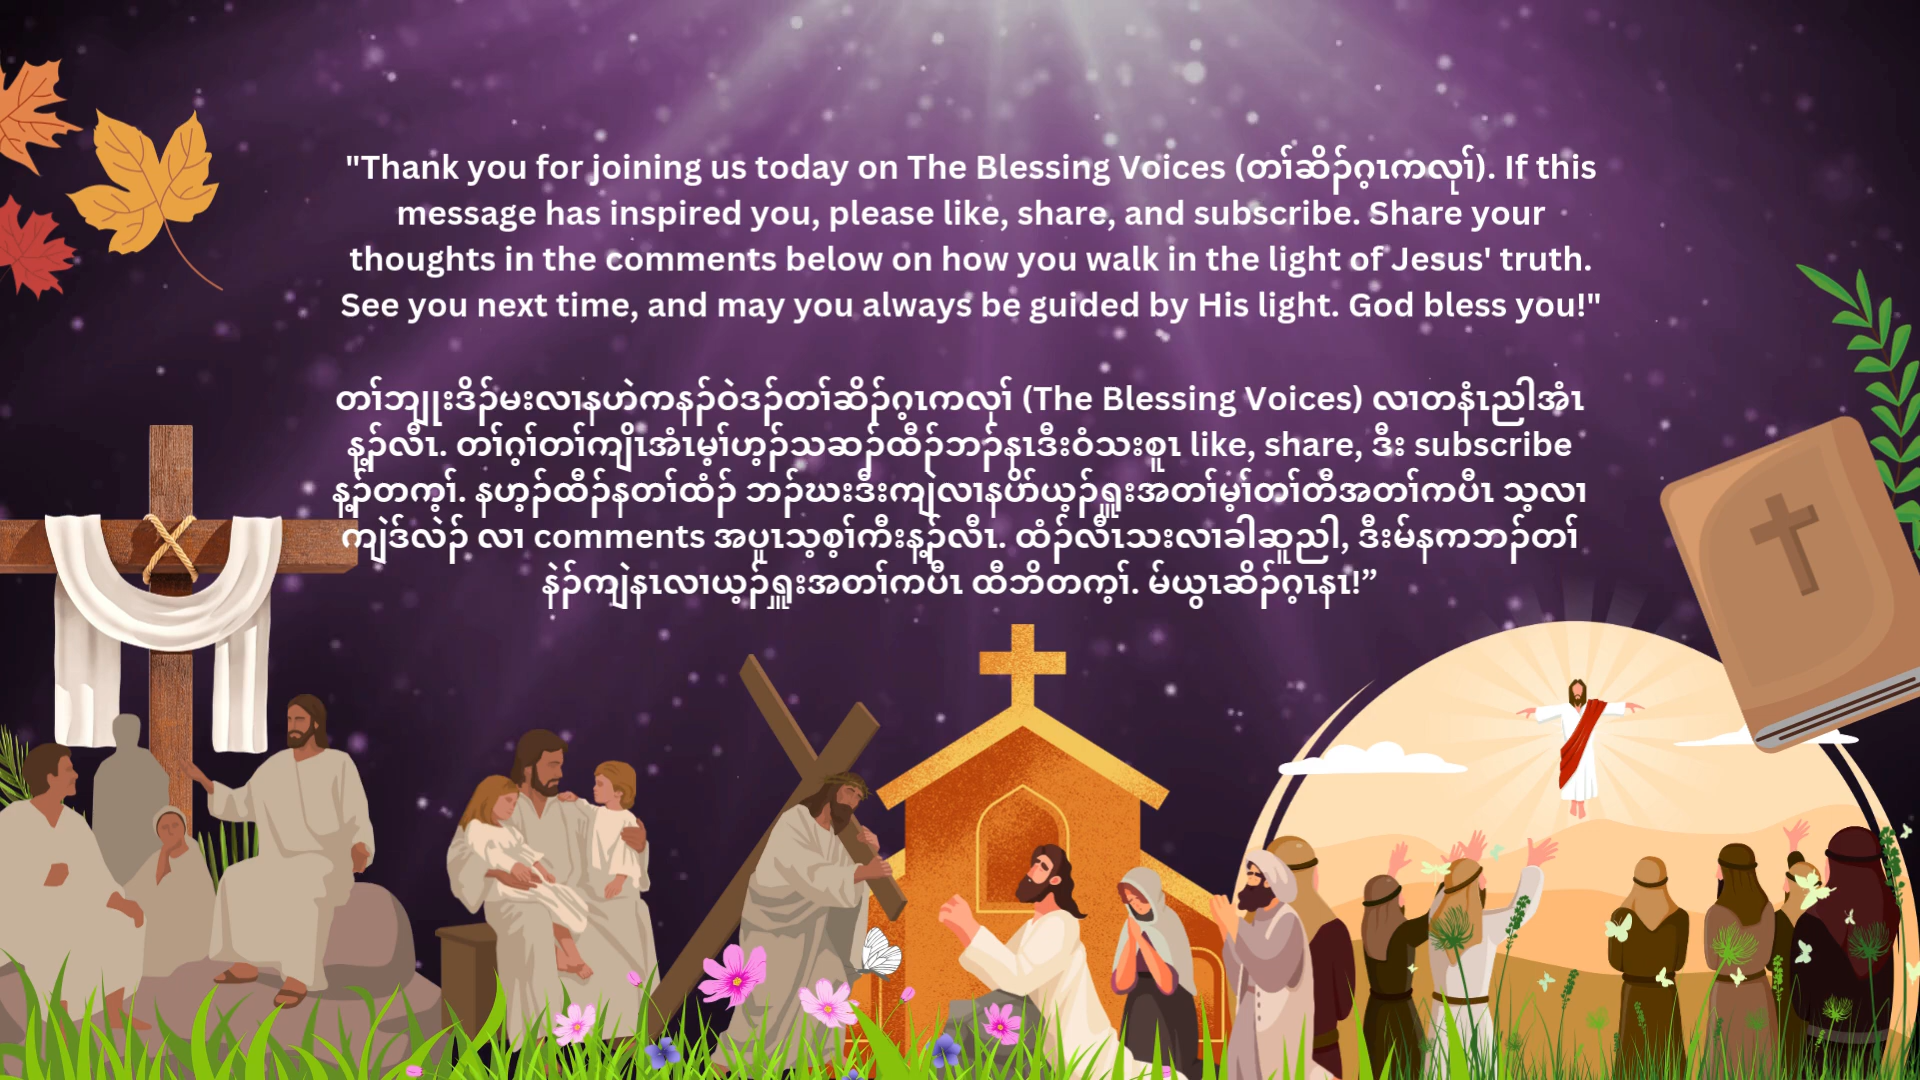 "Thank you for joining us today on The Blessing Voices (တၢ်ဆိၣ်ဂ့ၤကလုၢ်). If this
message has inspired you, please like, share, and subscribe. Share your
thoughts in the comments below on how you walk in the light of Jesus' truth.
See you next time, and may you always be guided by His light. God bless you!"
တၢ်ဘျုးဒိၣ်မးလၢနဟဲကနၣ်ဝဲဒၣ်တၢ်ဆိၣ်ဂ့ၤကလုၢ် (The Blessing Voices) လၢတနံၤညါအံၤ
န့ၣ်လီၤ. တၢ်ဂ့ၢ်တၢ်ကျိၤအံၤမ့ၢ်ဟ့ၣ်သဆၣ်ထီၣ်ဘၣ်နၤဒီးဝံသးစူၤ like, share, ဒီး subscribe
န့ၣ်တက့ၢ်. နဟ့ၣ်ထီၣ်နတၢ်ထံၣ် ဘၣ်ဃးဒီးကျဲလၢနဟိာ်ယ့ၣ်ရှူးအတၢ်မ့ၢ်တၢ်တီအတၢ်ကပီၤ သ့လၢ
ကျဲဒ်လဲၣ် လၢ comments အပူၤသ့စ့ၢ်ကီးန့ၣ်လီၤ. ထံၣ်လီၤသးလၢခါဆူညါ, ဒီးမ်နကဘၣ်တၢ်
နဲၣ်ကျဲနၤလၢယ့ၣ်ရှူးအတၢ်ကပီၤ ထီဘိတက့ၢ်. မ်ယွၤဆိၣ်ဂ့ၤနၤ!”